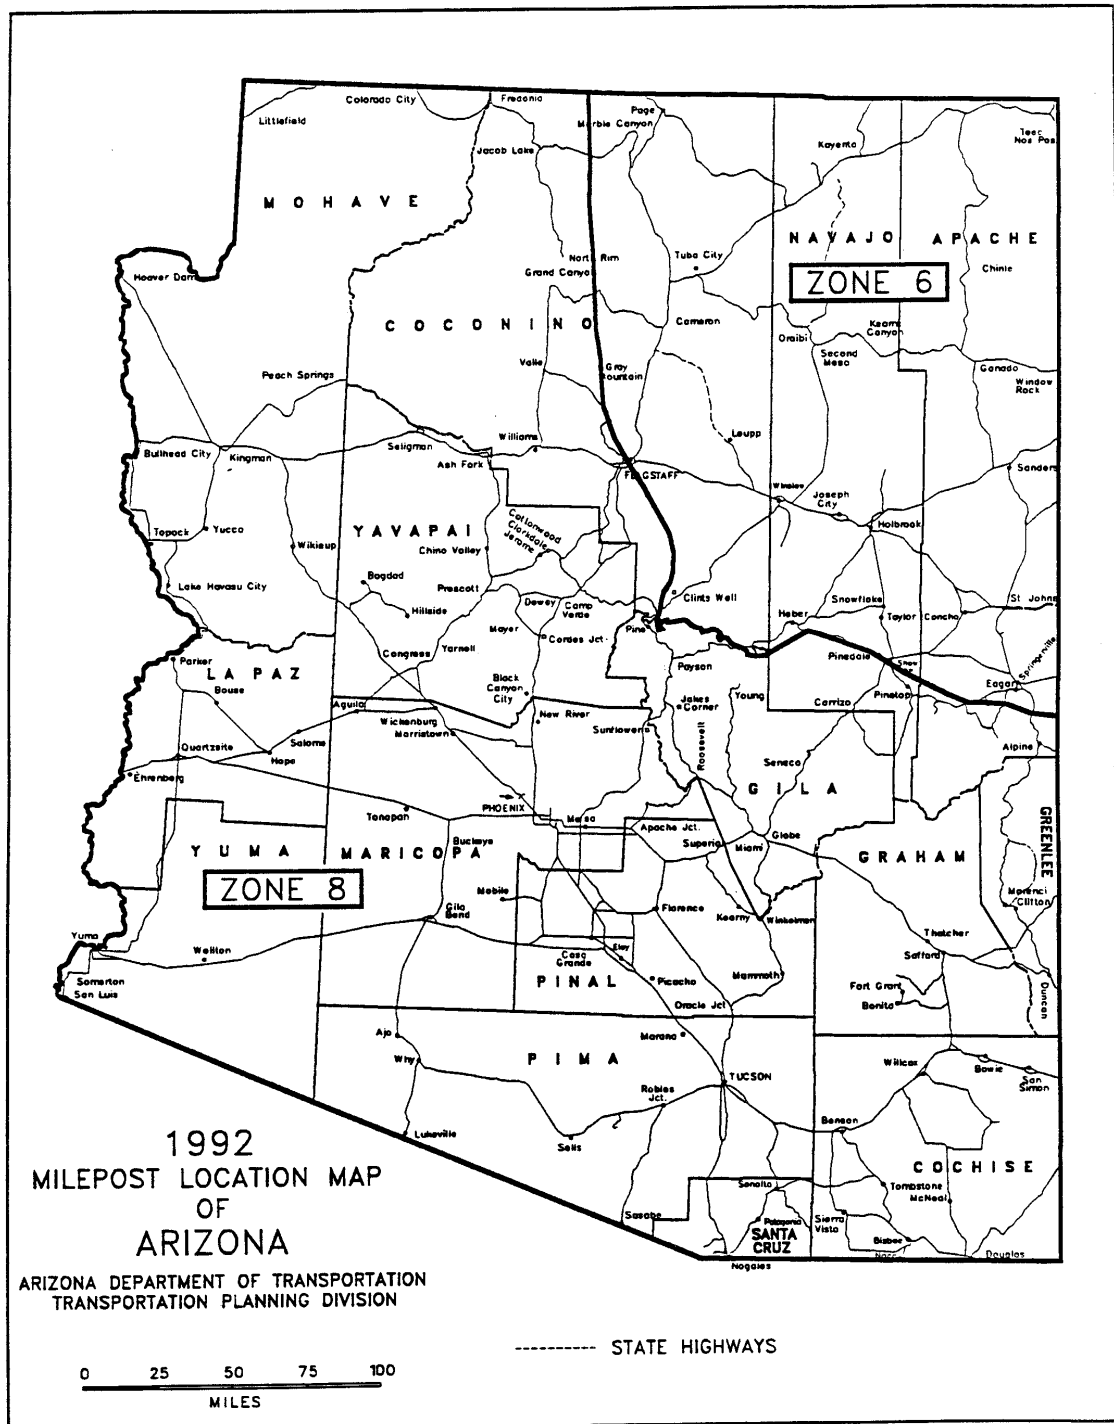 Colorado City
Fredonia
Littlefield
Page
Marble Canyon
Teec
Nos Pos
Kayenta
Jacob Lake
MOHAVE
NAVAJO
APACHE
North Rim
Grand Canyon
Tuba City
Chinle
Hoover Dam
ZONE 6
COCONINO
Cameron
Keams
Canyon
Oraibi
Second
Mesa
Valle
Gray
Mountain
Ganado
Window
Rock
Peach Springs
Williams
Seligman
Leupp
Bullhead City
Kingman
Ash Fork
FLAGSTAFF
Sanders
Winslow
Joseph
City
Holbrook
Topock
Yucca
YAVAPAI
Cottonwood
Clarkdale
Jerome
Wikieup
Chino Valley
Bagdad
Lake Havasu City
Prescott
Clints Well
Dewey
Camp
Verde
Snowflake
St Johns
Hillside
Heber
Taylor
Concho
Mayer
Cordes Jct.
Pine
Congress
Yarnell
Pinedale
Show
Springerville
Parker
LA PAZ
Payson
Eagar
Black
Canyon
City
Jakes
Corner
Young
Pinetop
Bouse
Aguila
Wickenburg
Morristown
New River
Sunflower
Carrizo
Roosevelt
Quartzsite
Salome
Hope
Alpine
Ehrenberg
Seneca
GILA
Tonopah
PHOENIX
Mesa
GREENLEE
Buckeye
Apache Jct.
Superior
Miami
Globe
YUMA
MARICOPA
GRAHAM
ZONE 8
Mobile
Gila
Bend
Florence
Kearny
Winkelman
Morenci
Clifton
Yuma
Wellton
Casa
Grande
Eloy
Thatcher
Safford
Somerton
San Luis
PINAL
Picacho
Mammoth
Fort Grant
Bonita
Duncan
Oracle Jct
Ajo
Marana
PIMA
Why
Willcox
Bowie
San
Simon
TUCSON
Robles
Jct.
Lukeville
Sells
Benson
COCHISE
Sonoita
Tombstone
McNeal
Sasabe
Patagonia
SANTA
CRUZ
Sierra
Vista
Bisbee
Naco
Douglas
Nogales
1992
MILEPOST LOCATION MAP
OF
ARIZONA
ARIZONA DEPARTMENT OF TRANSPORTATION
TRANSPORTATION PLANNING DIVISION
STATE HIGHWAYS
0 25 50 75 100
MILES